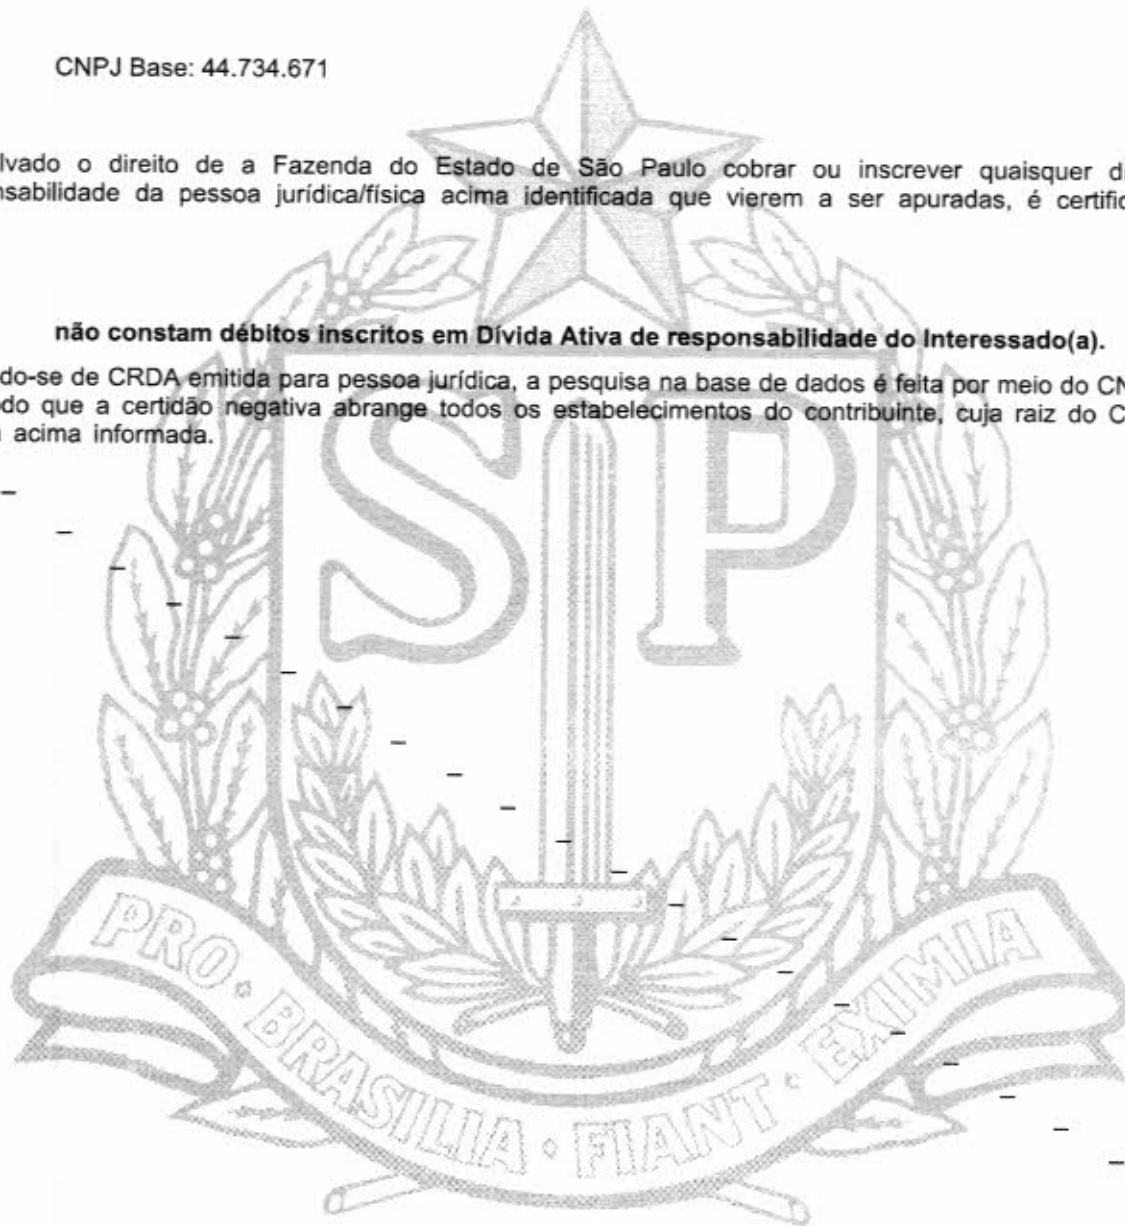 CNPJ Base: 44.734.671
lvado o direito de a Fazenda do Estado de São Paulo cobrar ou inscrever quaisquer d
nsabilidade da pessoa jurídica/física acima identificada que vierem a ser apuradas, é certific
não constam débitos inscritos em Dívida Ativa de responsabilidade do Interessado(a).
do-se de CRDA emitida para pessoa jurídica, a pesquisa na base de dados é feita por meio do CN
do que a certidão negativa abrange todos os estabelecimentos do contribuinte, cuja raiz do C
acima informada.
SP
PRO • BRASILIA • FIANT • EXIMIA